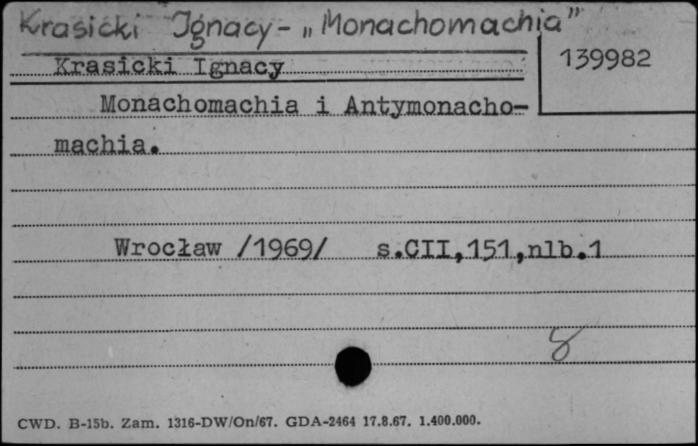 Krasicki Ignacy - „Monachomachia”
Krasicki Ignacy
139982
Monachomachia i Antymonacho-
machia.
Wrocław /1969/ s.CII,151,nlb.1
8
CWD. B-15b. Zam. 1316-DW/On/67. GDA-2464 17.8.67. 1.400.000.